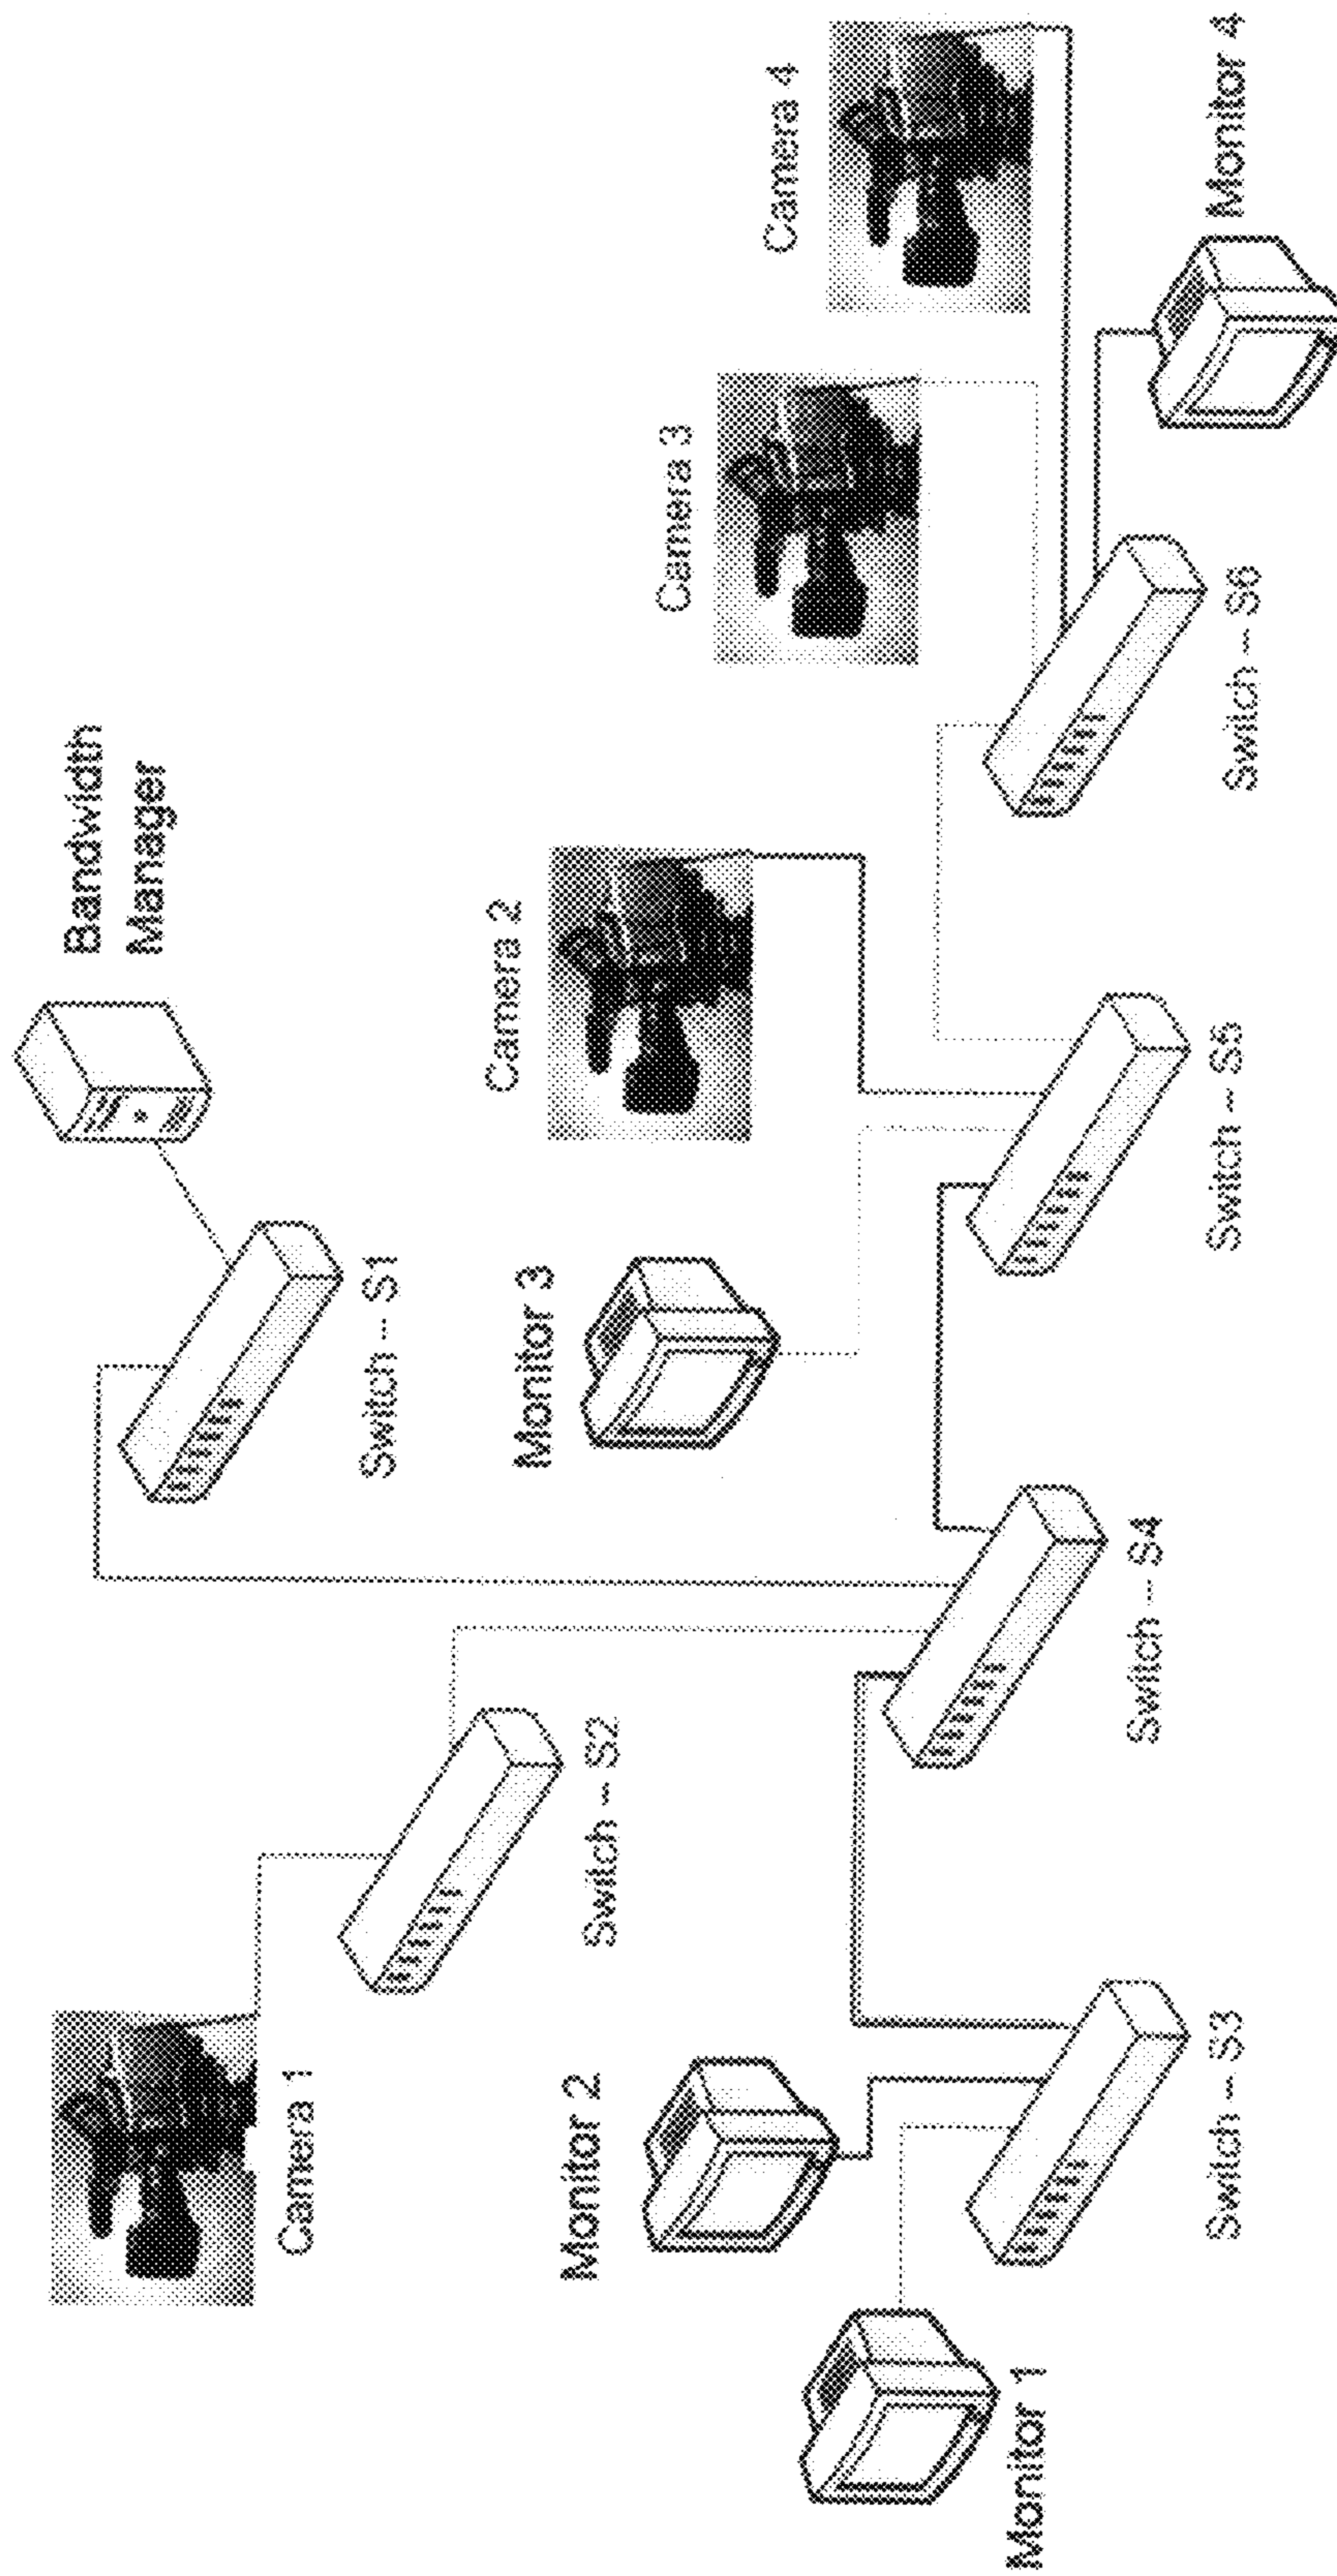 Bandwidth
Manager
Camera 1
Switch -- S1
Switch -- S2
Camera 2
Monitor 3
Camera 4
Camera 3
Monitor 2
Monitor 1
Switch -- S3
Switch -- S4
Switch -- S5
Switch -- S6
Monitor 4